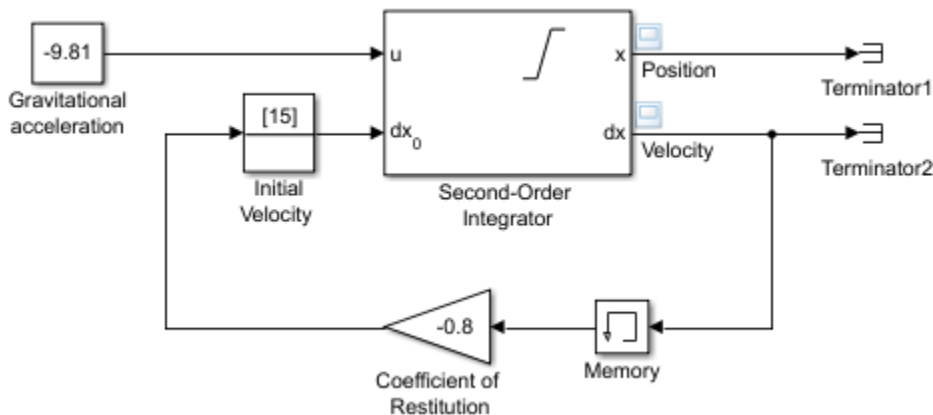 -9.81
Gravitational
acceleration
[15]
Initial
Velocity
u
dx0
x
dx
Second-Order
Integrator
Position
Velocity
Terminator1
Terminator2
-0.8
Coefficient of
Restitution
Memory